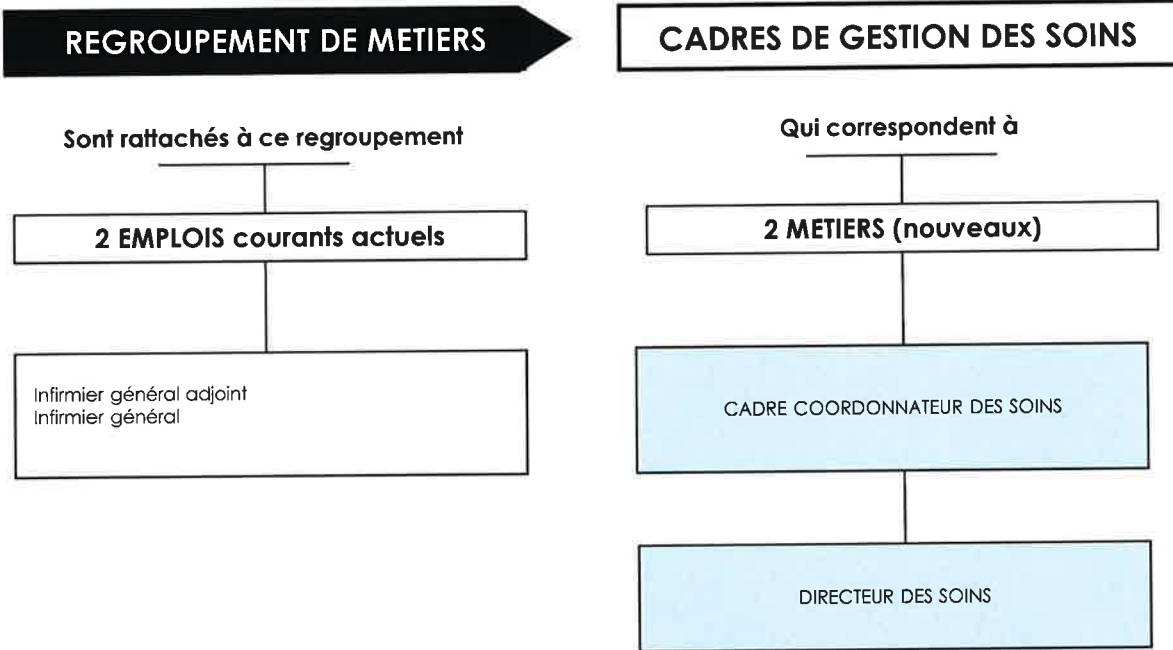 REGROUPEMENT DE METIERS
CADRES DE GESTION DES SOINS
Sont rattachés à ce regroupement
2 EMPLOIS courants actuels
Infirmier général adjoint
Infirmier général
Qui correspondent à
2 METIERS (nouveaux)
CADRE COORDONNATEUR DES SOINS
DIRECTEUR DES SOINS